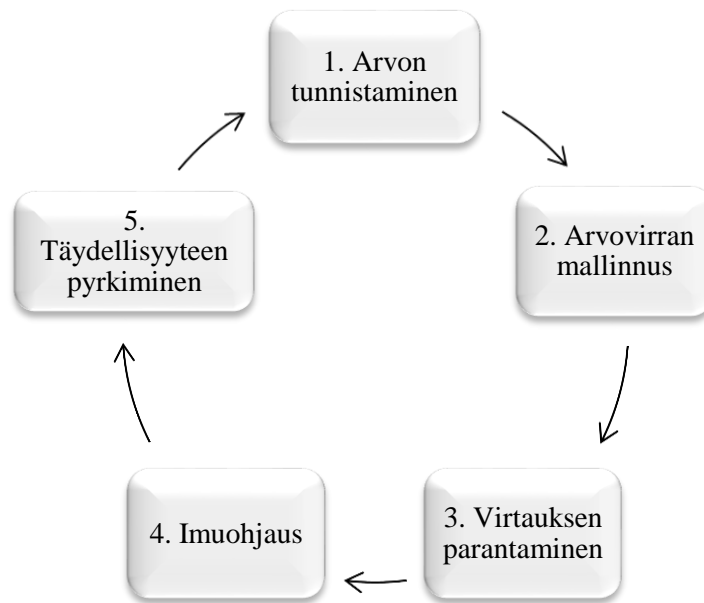 1. Arvon
tunnistaminen
2. Arvovirran
mallinnus
3. Virtauksen
parantaminen
4. Imuohjaus
5.
Täydellisyyteen
pyrkiminen